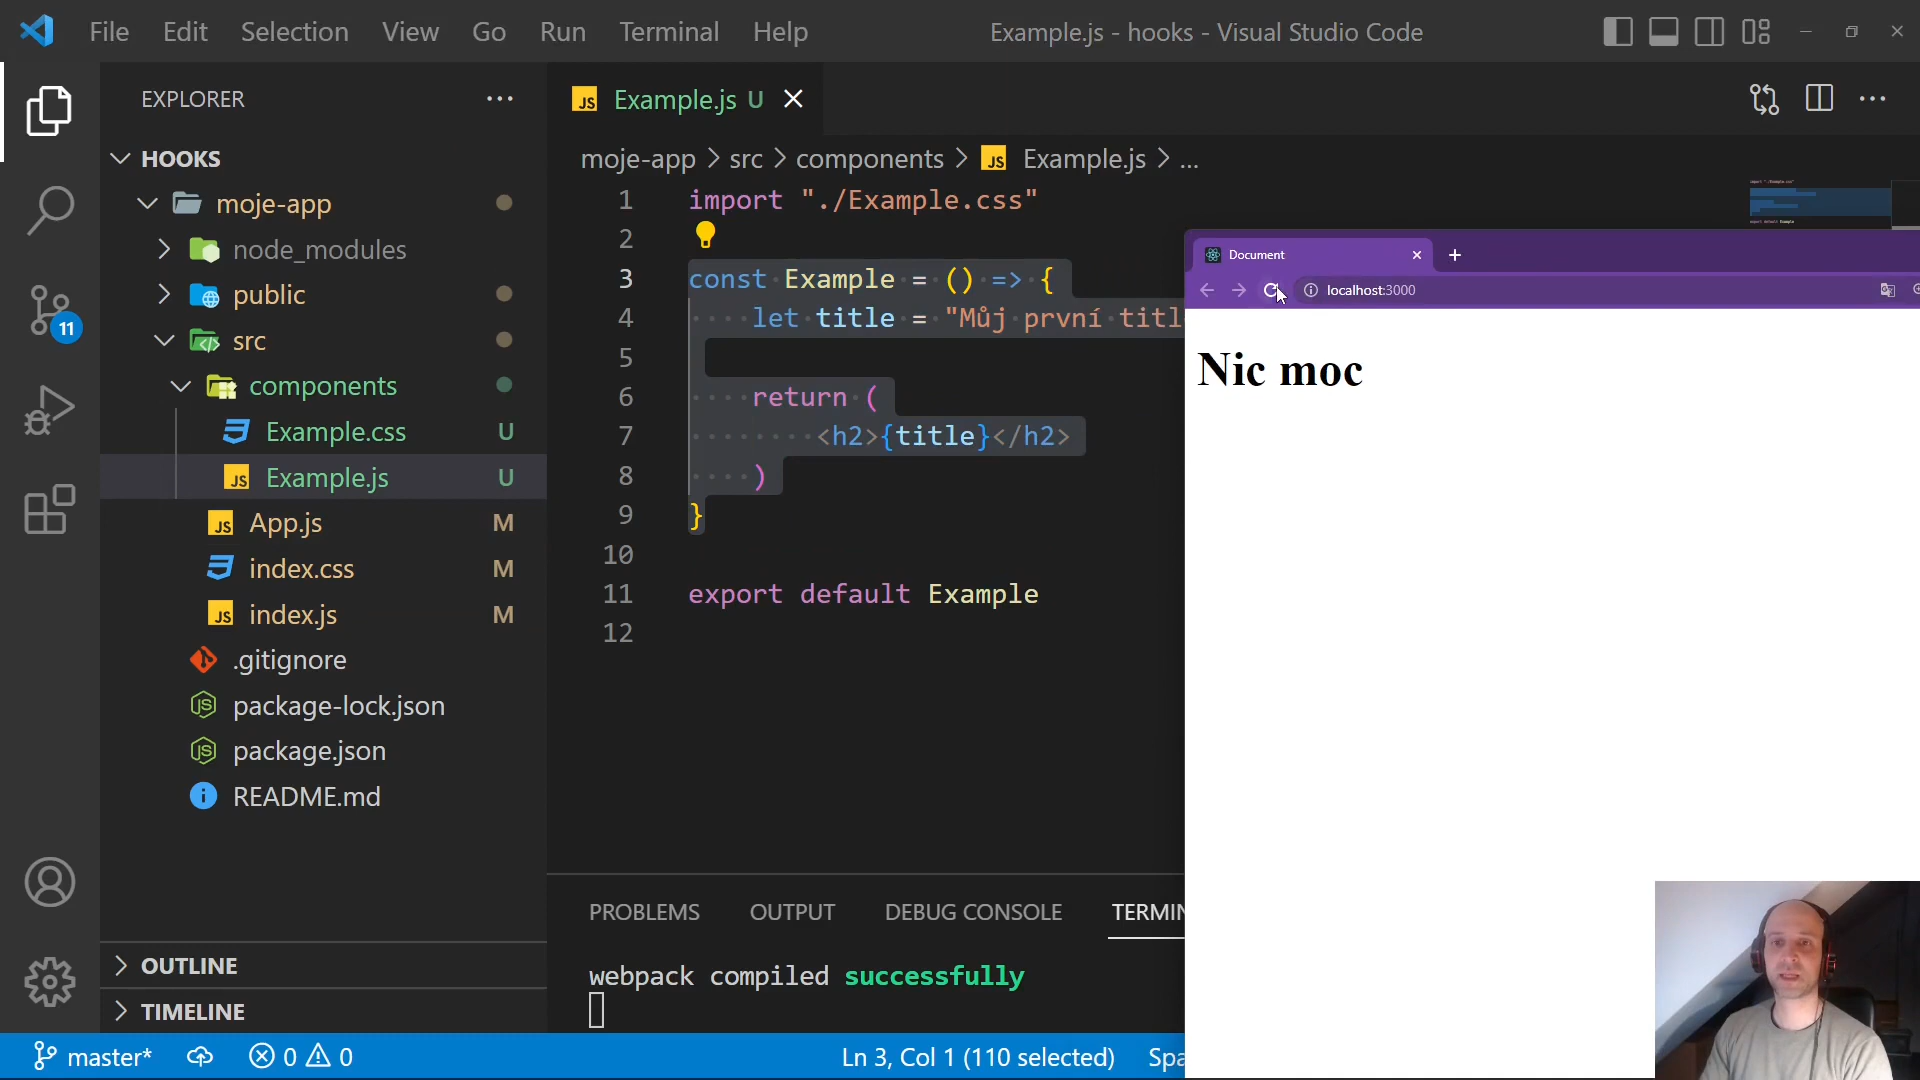 File Edit Selection View Go Run Terminal Help
Example.js - hooks - Visual Studio Code
EXPLORER
HOOKS
moje-app
node_modules
public
src
components
Example.css U
Example.js U
App.js M
index.css M
index.js M
.gitignore
package-lock.json
package.json
README.md
OUTLINE
TIMELINE
11
Example.js U
moje-app > src > components > Example.js > ...
1 import "./Example.css"
2
3 const Example = () => {
4 let title = "Můj první titl
5
6 return (
7 <h2>{title}</h2>
8 )
9 }
10
11 export default Example
12
PROBLEMS OUTPUT DEBUG CONSOLE TERMIN
webpack compiled successfully
master* 0 0 Ln 3, Col 1 (110 selected) Spa
Document
localhost:3000
Nic moc